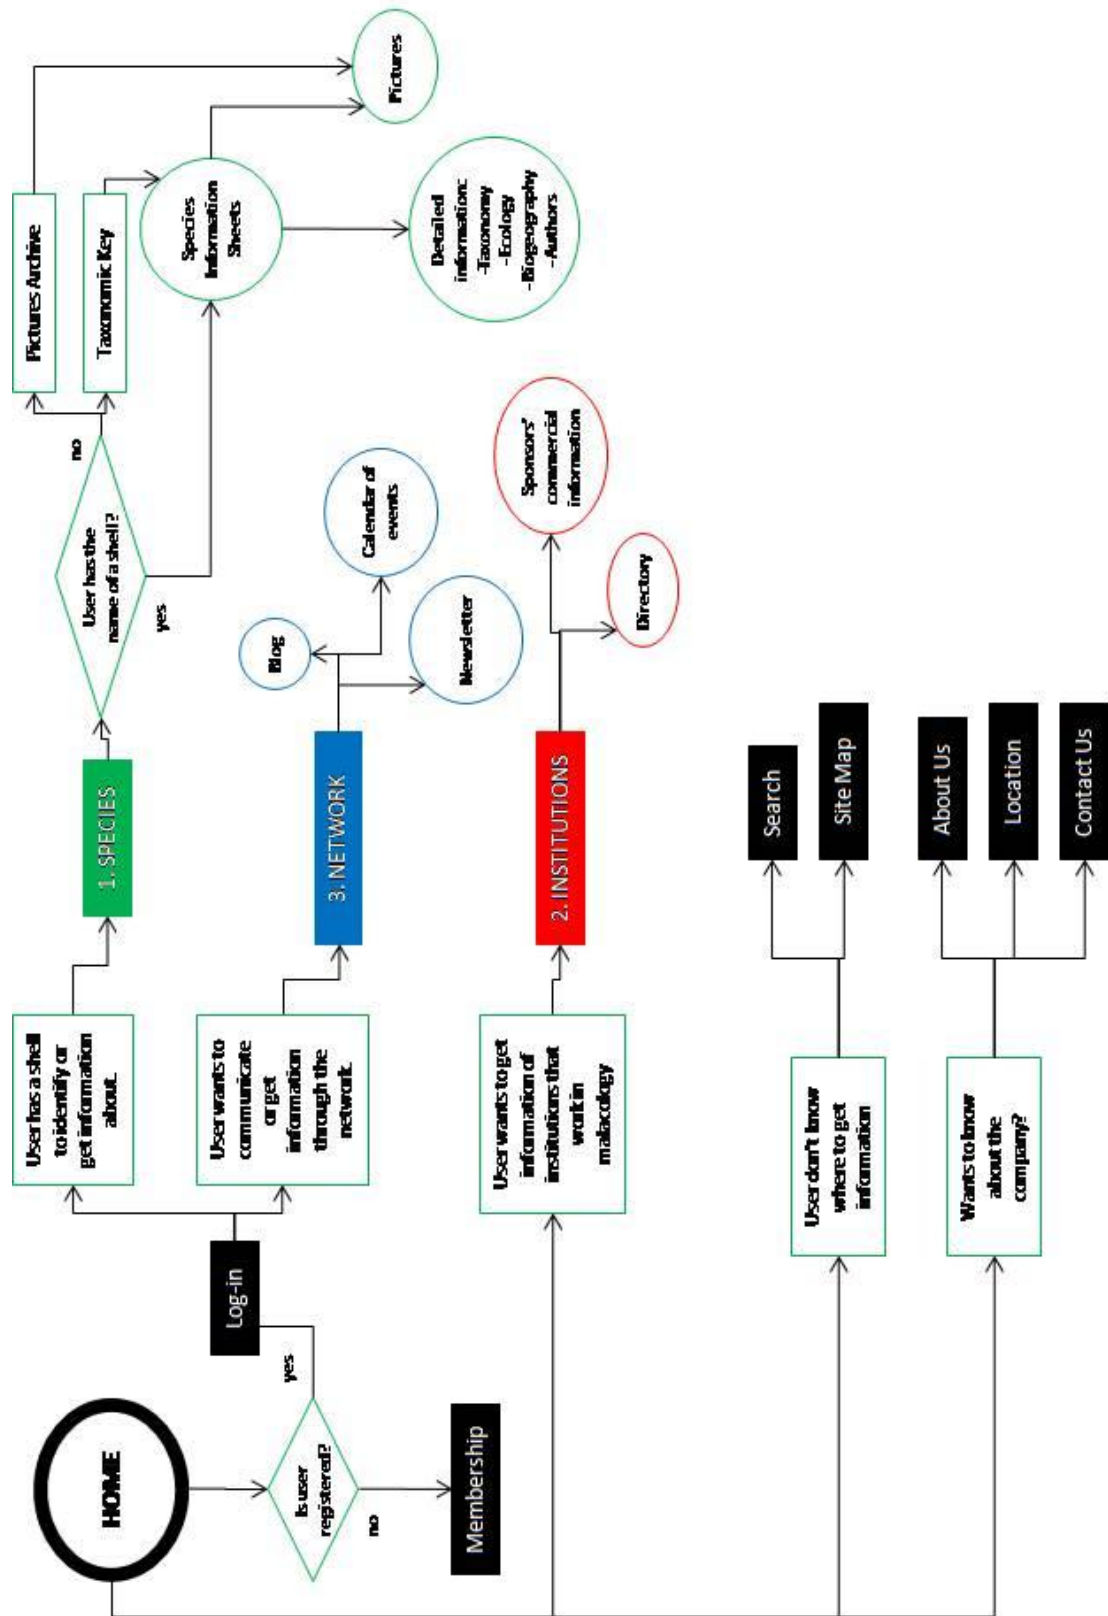 HOME
Is user
registered?
yes
no
Log-in
Membership
User has a shell
to identify or
get information
about.
1. SPECIES
User has the
name of a shell?
no
yes
Pictures Archive
Taxonomic Key
Species
Information
Sheets
Pictures
Detailed
information:
-Taxonomy
-Ecology
-Biogeography
-Authors
User wants to
communicate
or get
information
through the
network.
3. NETWORK
Blog
Calendar of
events
Newsletter
User wants to get
information of
institutions that
work in
malacology
2. INSTITUTIONS
Sponsors'
commercial
information
Directory
User don't know
where to get
information
Search
Site Map
Wants to know
about the
company?
About Us
Location
Contact Us